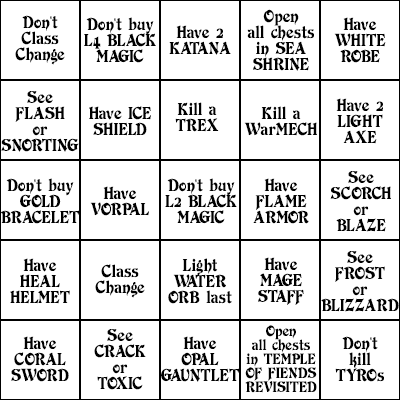 Don't
Class
Change
Don't buy
L4 BLACK
MAGIC
Have 2
KATANA
Open
all chests
in SEA
SHRINE
Have
WHITE
ROBE
See
FLASH
or
SNORTING
Have ICE
SHIELD
Kill a
TREX
Kill a
WarMECH
Have 2
LIGHT
AXE
Don't buy
GOLD
BRACELET
Have
VORPAL
Don't buy
L2 BLACK
MAGIC
Have
FLAME
ARMOR
See
SCORCH
or
BLAZE
Have
HEAL
HELMET
Class
Change
Light
WATER
ORB last
Have
MAGE
STAFF
See
FROST
or
BLIZZARD
Have
CORAL
SWORD
See
CRACK
or
TOXIC
Have
OPAL
GAUNTLET
Open
all chests
in TEMPLE
OF FIENDS
REVISITED
Don't
kill
TYROs